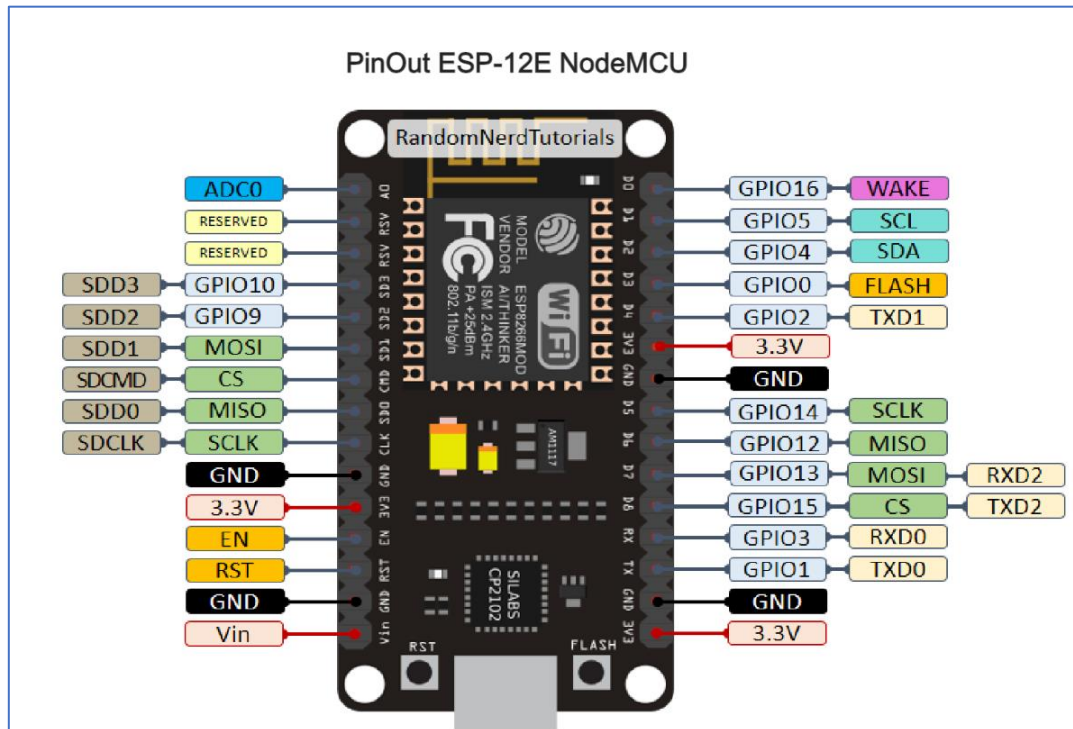 PinOut ESP-12E NodeMCU
RandomNerdTutorials
ADC0 A0 D0 GPIO16 WAKE
RESERVED RSV D1 GPIO5 SCL
RESERVED RSV D2 GPIO4 SDA
SDD3 GPIO10 SD3 D3 GPIO0 FLASH
SDD2 GPIO9 SD2 D4 GPIO2 TXD1
SDD1 MOSI SD1 3V3 3.3V
SDCMD CS CMD GND GND
SDD0 MISO SD0 D5 GPIO14 SCLK
SDCLK SCLK CLK D6 GPIO12 MISO
GND GND D7 GPIO13 MOSI RXD2
3.3V 3V3 D8 GPIO15 CS TXD2
EN EN RX GPIO3 RXD0
RST RST TX GPIO1 TXD0
GND GND GND GND
Vin Vin 3V3 3.3V
FC
MODEL ESP8266MOD
VENDOR AI/THINKER
ISM 2.4GHz
PA +25dBm
802.11b/g/n
WiFi
AM1117
SILABS
CP2102
RST
FLASH